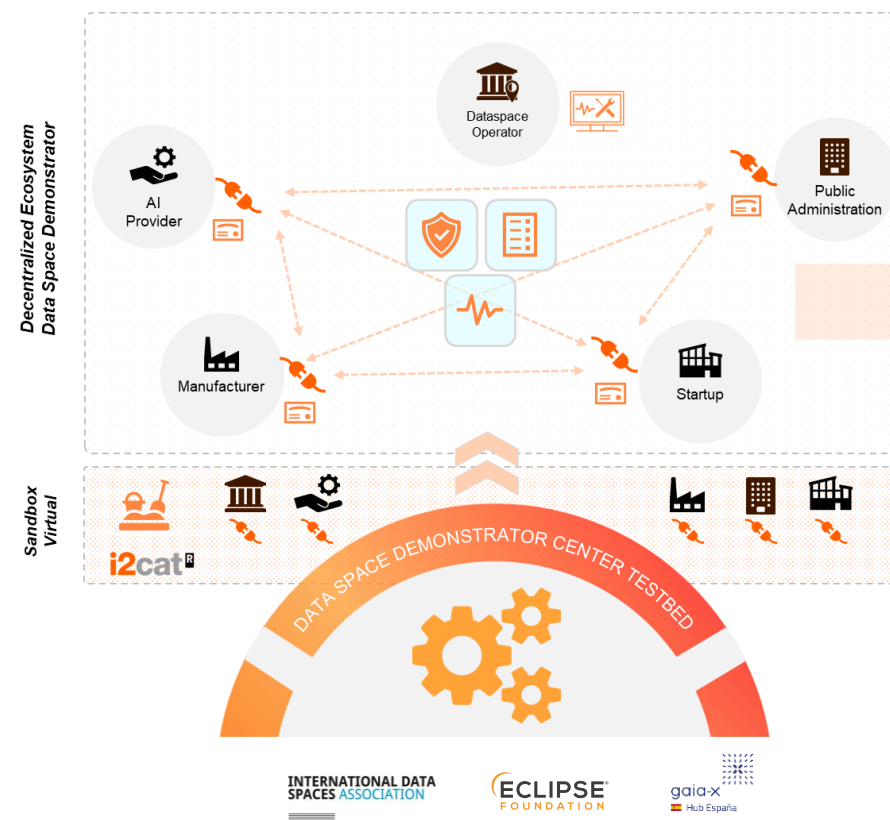 Decentralized Ecosystem
Data Space Demonstrator
Dataspace
Operator
AI
Provider
Public
Administration
Manufacturer
Startup
Sandbox
Virtual
i2cat R
DATA SPACE DEMONSTRATOR CENTER TESTBED
INTERNATIONAL DATA
SPACES ASSOCIATION
ECLIPSE®
FOUNDATION
gaia-x
Hub España